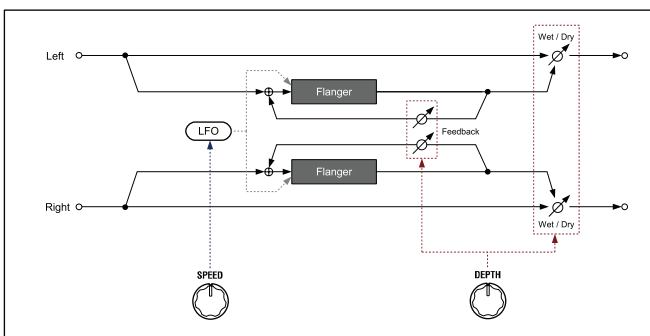 Wet / Dry
Left
Flanger
LFO
Feedback
Flanger
Right
Wet / Dry
SPEED
DEPTH